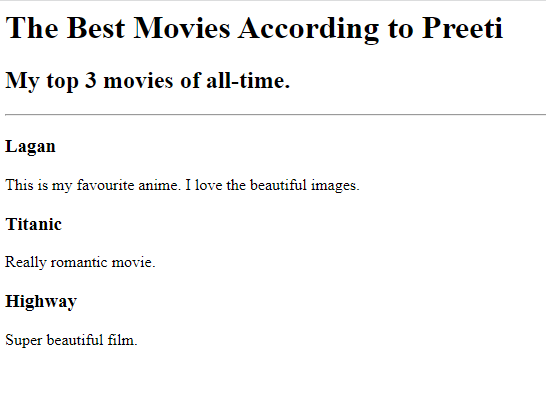 The Best Movies According to Preeti
My top 3 movies of all-time.
Lagan
This is my favourite anime. I love the beautiful images.
Titanic
Really romantic movie.
Highway
Super beautiful film.